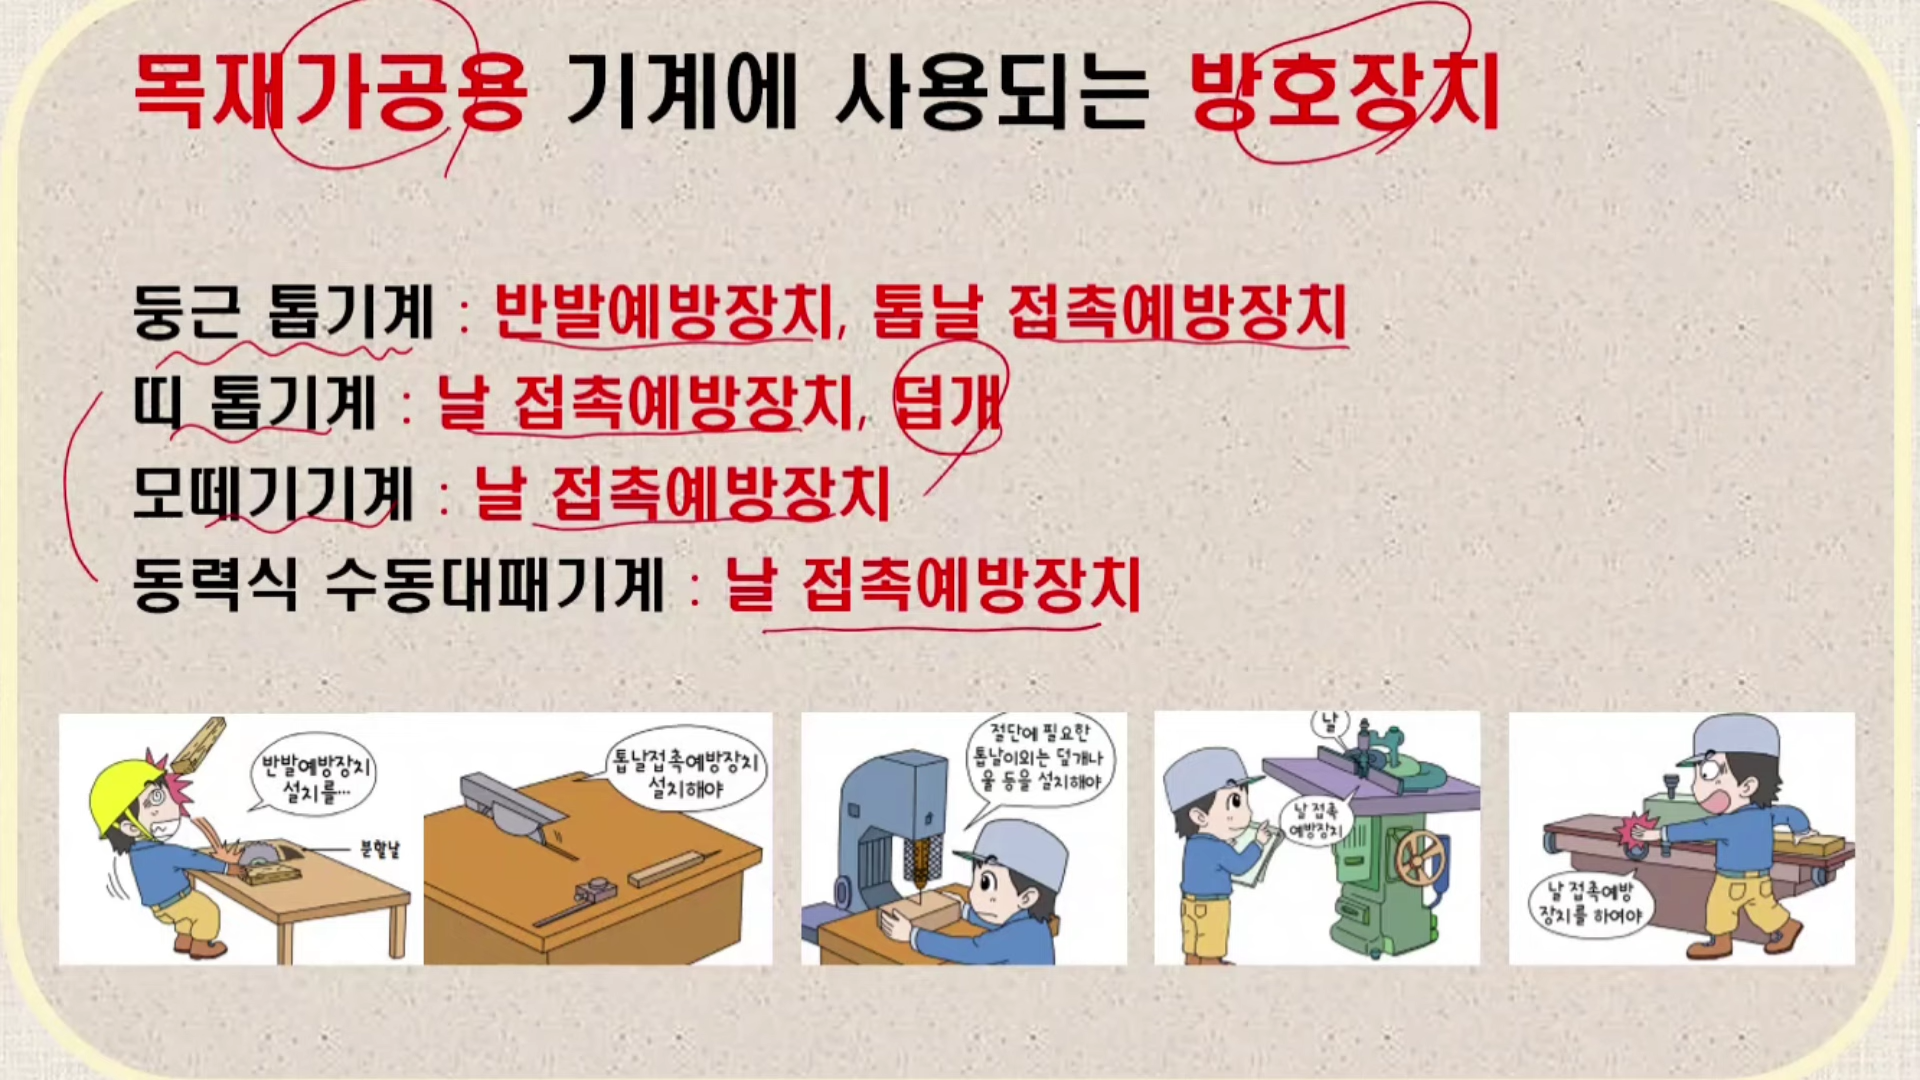 목재가공용 기계에 사용되는 방호장치
둥근 톱기계 : 반발예방장치, 톱날 접촉예방장치
띠 톱기계 : 날 접촉예방장치, 덥개
모떼기기계 : 날 접촉예방장치
동력식 수동대패기계 : 날 접촉예방장치
반발예방장치
설치를...
분할날
톱날접촉예방장치
설치해야
절단에 필요한
톱날이외는 덮개나
울 등을 설치해야
날
날 접촉
예방장치
날 접촉예방
장치를 하여야